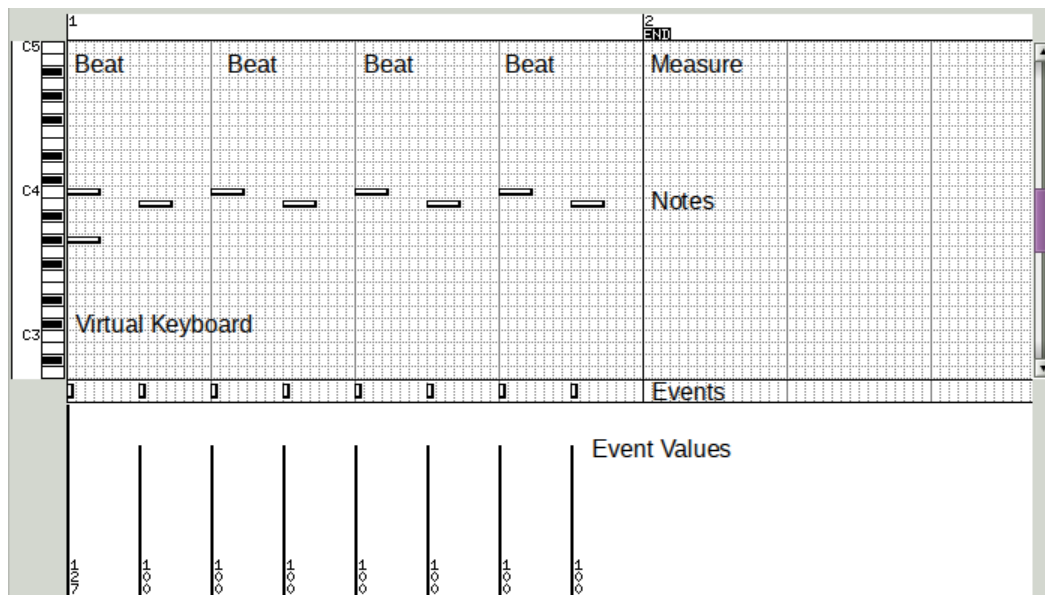 1 2
END
C5
Beat Beat Beat Beat Measure
C4
Notes
Virtual Keyboard
C3
Events
Event Values
127 100 100 100 100 100 100 100